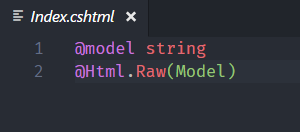 Index.cshtml
1 @model string
2 @Html.Raw(Model)